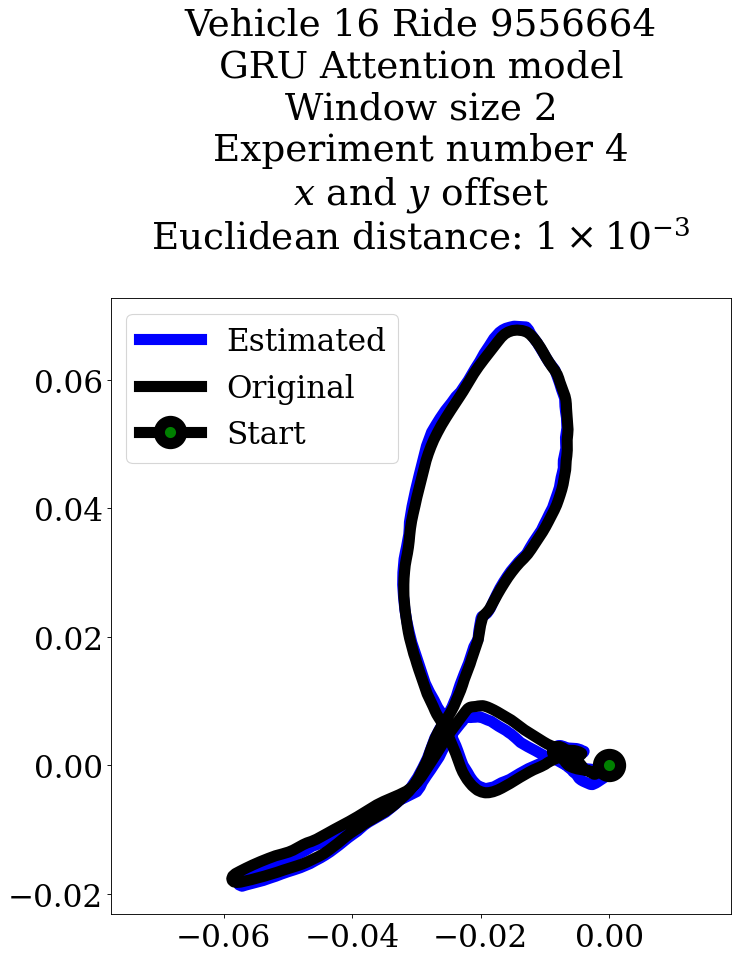 Vehicle 16 Ride 9556664
GRU Attention model
Window size 2
Experiment number 4
x and y offset
Euclidean distance: 1 × 10⁻³
Estimated
Original
Start
0.06
0.04
0.02
0.00
−0.02
−0.06 −0.04 −0.02 0.00